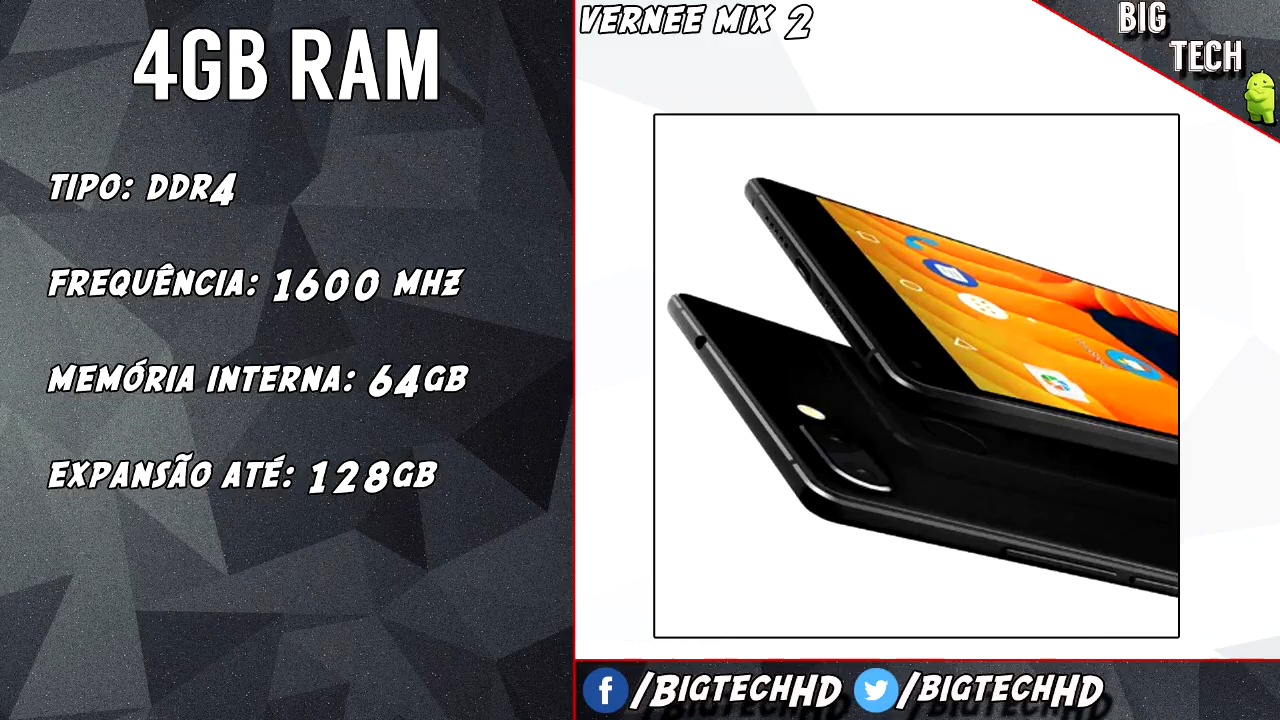 4GB RAM
TIPO: DDR4
FREQUÊNCIA: 1600 MHZ
MEMÓRIA INTERNA: 64GB
EXPANSÃO ATÉ: 128GB
VERNEE MIX 2
BIG
TECH
/BIGTECHHD
/BIGTECHHD